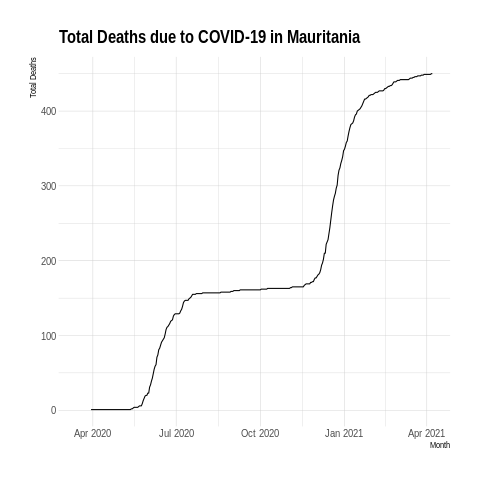 Total Deaths due to COVID-19 in Mauritania
Total Deaths
400
300
200
100
0
Apr 2020 Jul 2020 Oct 2020 Jan 2021 Apr 2021
Month